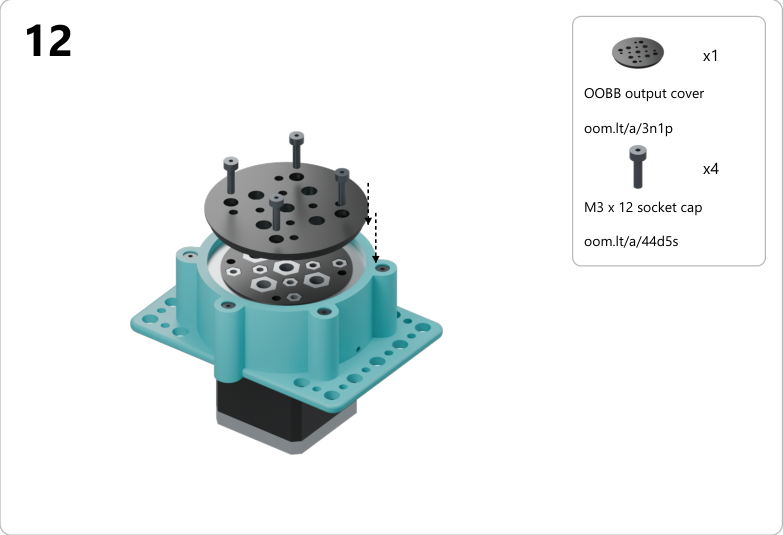 12
x1
OOBB output cover
oom.lt/a/3n1p
x4
M3 x 12 socket cap
oom.lt/a/44d5s